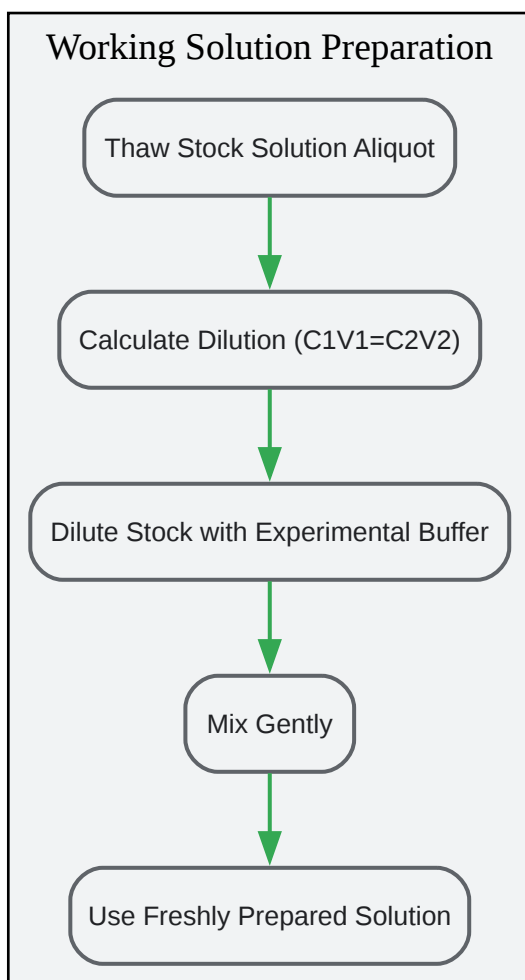 Working Solution Preparation
Thaw Stock Solution Aliquot
Calculate Dilution (C1V1=C2V2)
Dilute Stock with Experimental Buffer
Mix Gently
Use Freshly Prepared Solution